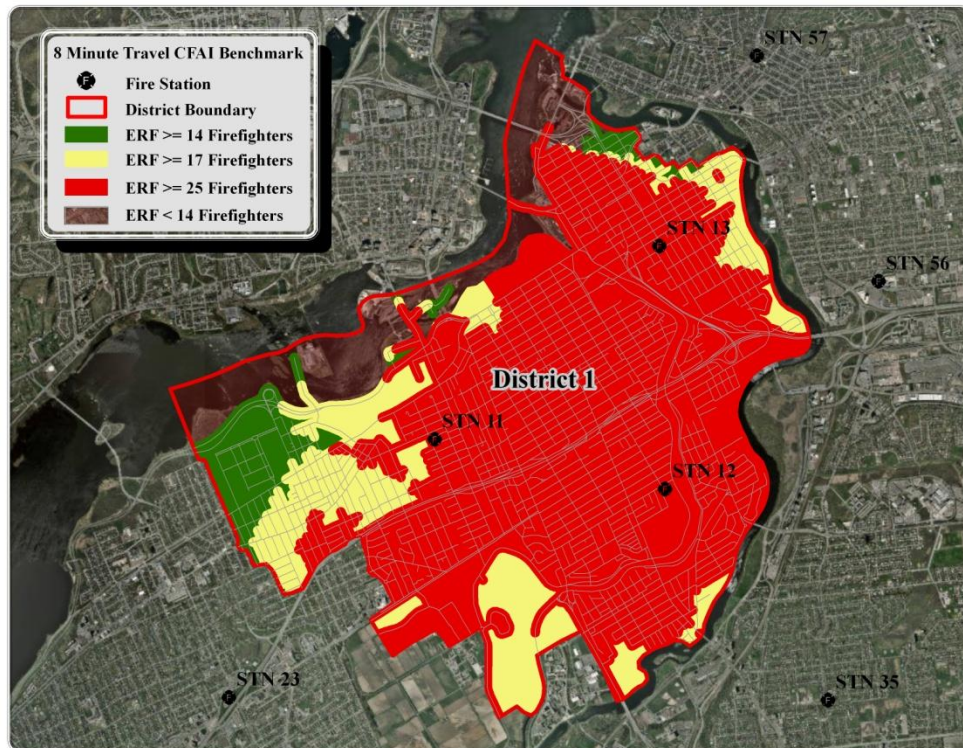 8 Minute Travel CFAI Benchmark
F Fire Station
District Boundary
ERF >= 14 Firefighters
ERF >= 17 Firefighters
ERF >= 25 Firefighters
ERF < 14 Firefighters
STN 57
F
STN 13
F
STN 56
F
District 1
STN 11
F
STN 12
F
STN 23
F
STN 35
F